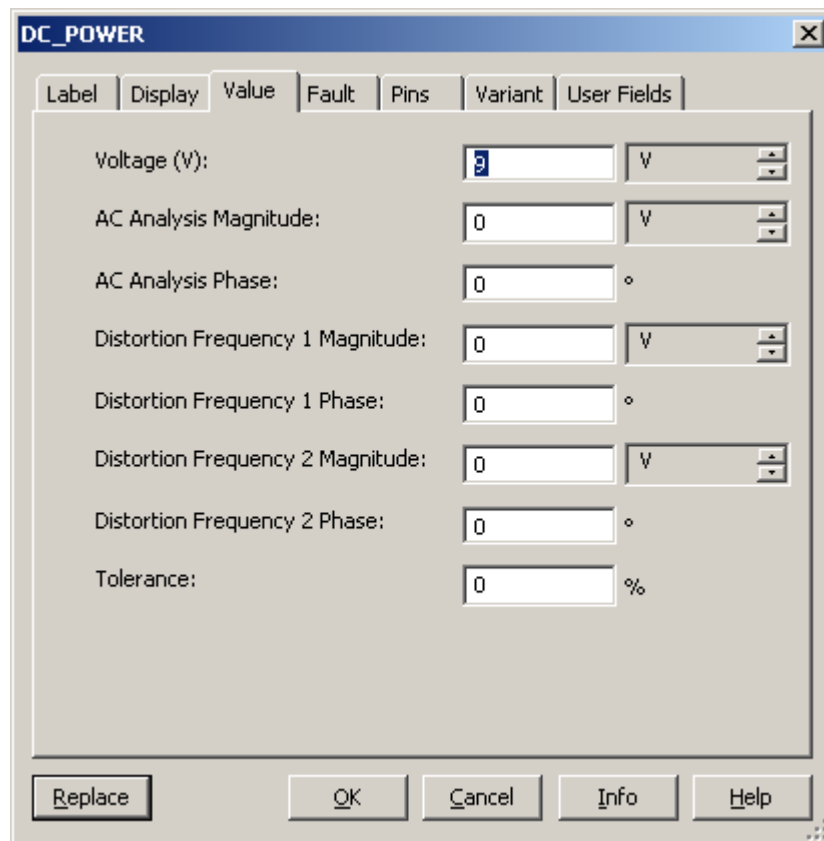 DC_POWER
Label Display Value Fault Pins Variant User Fields
Voltage (V): 9 V
AC Analysis Magnitude: 0 V
AC Analysis Phase: 0 °
Distortion Frequency 1 Magnitude: 0 V
Distortion Frequency 1 Phase: 0 °
Distortion Frequency 2 Magnitude: 0 V
Distortion Frequency 2 Phase: 0 °
Tolerance: 0 %
Replace OK Cancel Info Help